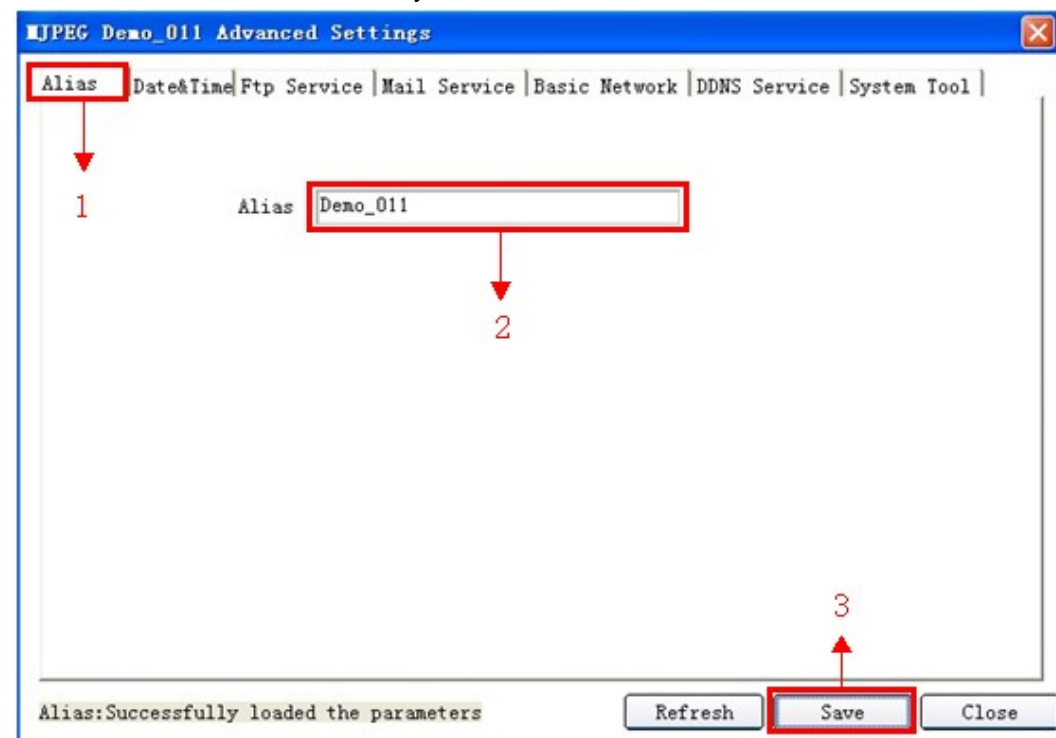 MJPEG Demo_011 Advanced Settings
Alias Date&Time Ftp Service Mail Service Basic Network DDNS Service System Tool
1
Alias Demo_011
2
3
Alias:Successfully loaded the parameters Refresh Save Close